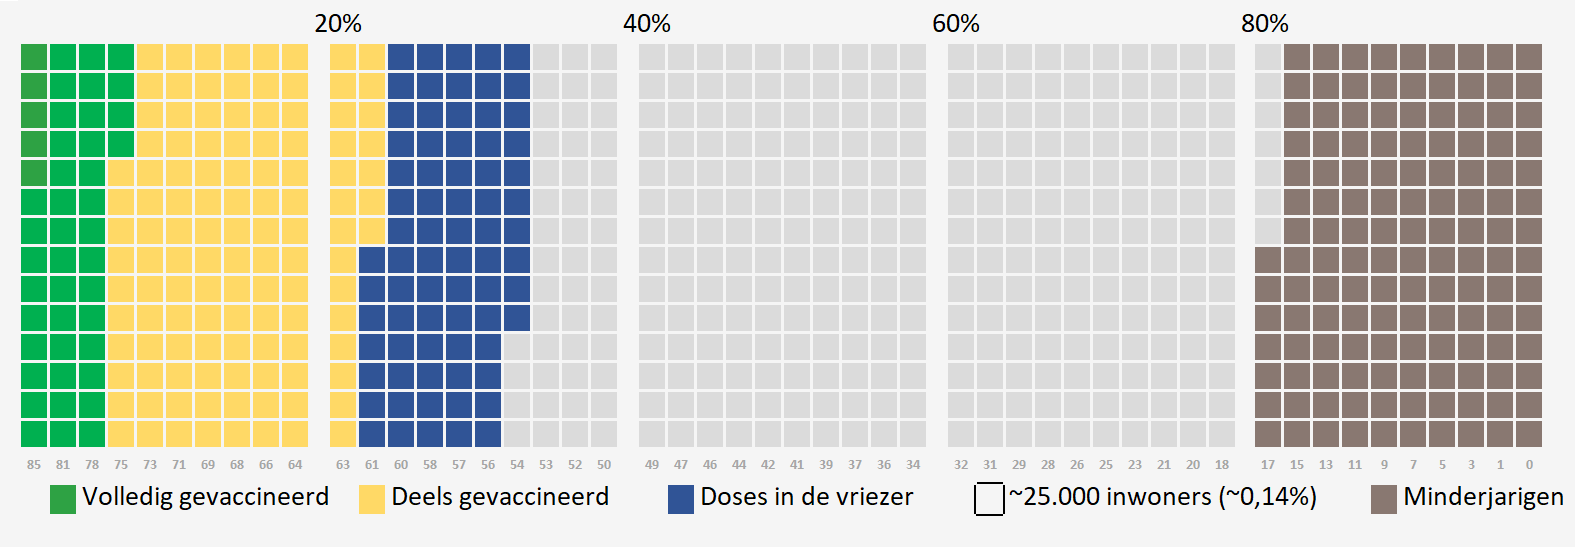 20% 40% 60% 80%
85 81 78 75 73 71 69 68 66 64 63 61 60 58 57 56 54 53 52 50 49 47 46 44 42 41 39 37 36 34 32 31 29 28 26 25 23 21 20 18 17 15 13 11 9 7 5 3 1 0
Volledig gevaccineerd Deels gevaccineerd Doses in de vriezer ~25.000 inwoners (~0,14%) Minderjarigen